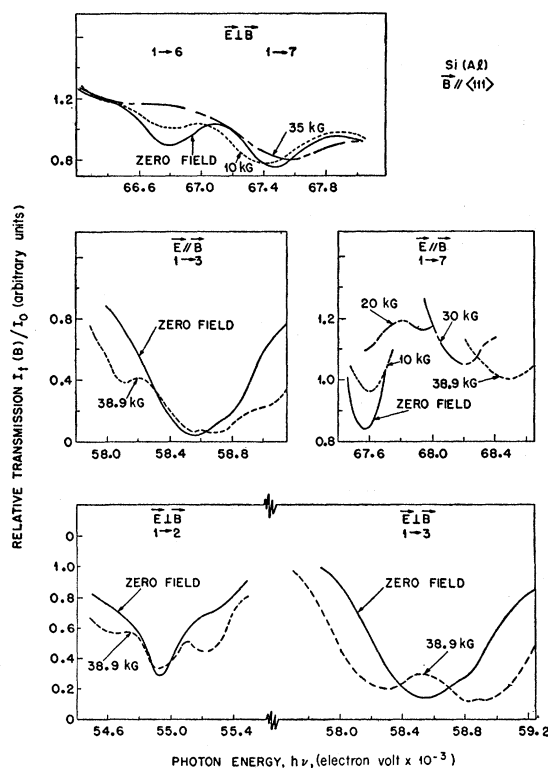 E⊥B
1→6 1→7
Si (Al)
B // <111>
1.2
0.8
ZERO FIELD
10 kG
35 kG
66.6 67.0 67.4 67.8
RELATIVE TRANSMISSION I_f (B) / I_0 (arbitrary units)
E//B
1→3
0.8
0.4
0
ZERO FIELD
38.9 kG
58.0 58.4 58.8
E//B
1→7
20 kG
30 kG
1.2
10 kG
1.0
38.9 kG
ZERO FIELD
0.8
67.6 68.0 68.4
E⊥B
1→2
E⊥B
1→3
0
0.8
0.6
0.4
0.2
0
ZERO FIELD
38.9 kG
ZERO FIELD
38.9 kG
54.6 55.0 55.4 58.0 58.4 58.8 59.2
PHOTON ENERGY, hν, (electron volt x 10⁻³)